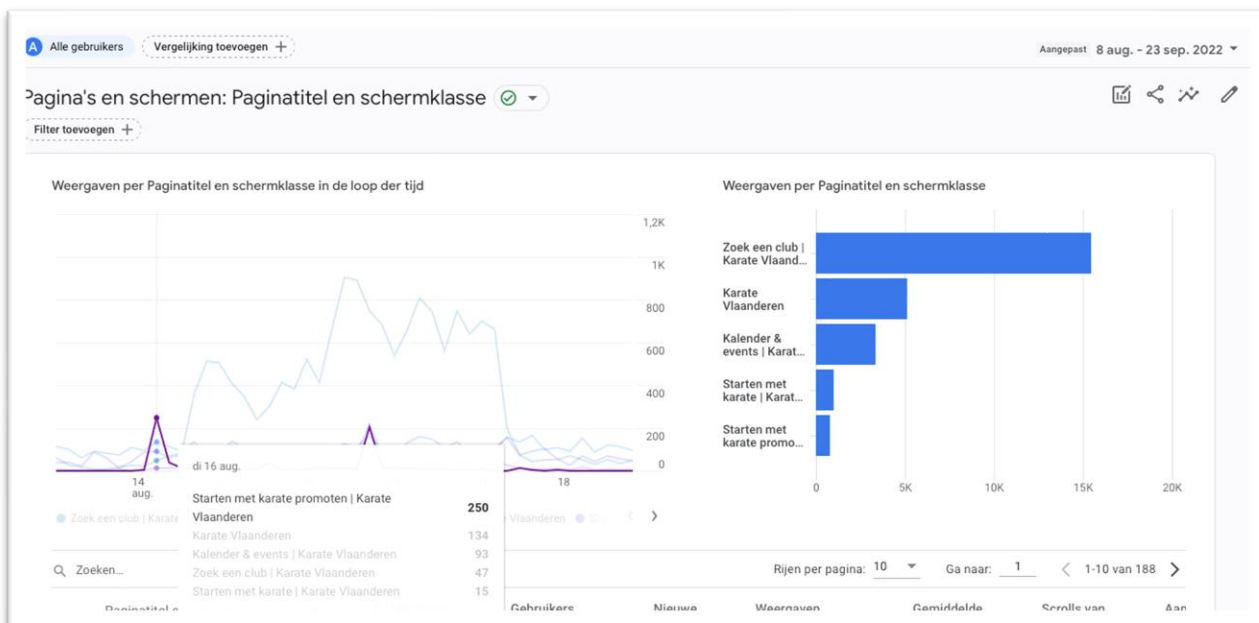 A Alle gebruikers Vergelijking toevoegen + Aangepast 8 aug. - 23 sep. 2022
Pagina's en schermen: Paginatitel en schermklasse
Filter toevoegen +
Weergaven per Paginatitel en schermklasse in de loop der tijd
1,2K
1K
800
600
400
200
0
14
aug.
18
di 16 aug.
Starten met karate promoten | Karate
Vlaanderen
250
Karate Vlaanderen 134
Kalender & events | Karate Vlaanderen 93
Zoek een club | Karate Vlaanderen 47
Starten met karate | Karate Vlaanderen 15
Zoek een club | Karate
Vlaanderen
Weergaven per Paginatitel en schermklasse
Zoek een club |
Karate Vlaand...
Karate
Vlaanderen
Kalender &
events | Karat...
Starten met
karate | Karat...
Starten met
karate promo...
0 5K 10K 15K 20K
Zoeken...
Rijen per pagina: 10 Ga naar: 1 1-10 van 188
Gebruikers Nieuwe Weergaven Gemiddelde Scrolls van